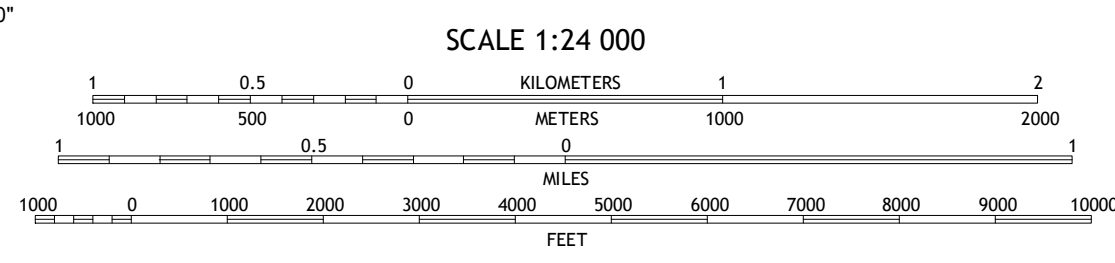 0"
SCALE 1:24 000
1 0.5 0 KILOMETERS 1 2
1000 500 0 METERS 1000 2000
1 0.5 0 1
MILES
1000 0 1000 2000 3000 4000 5000 6000 7000 8000 9000 10000
FEET